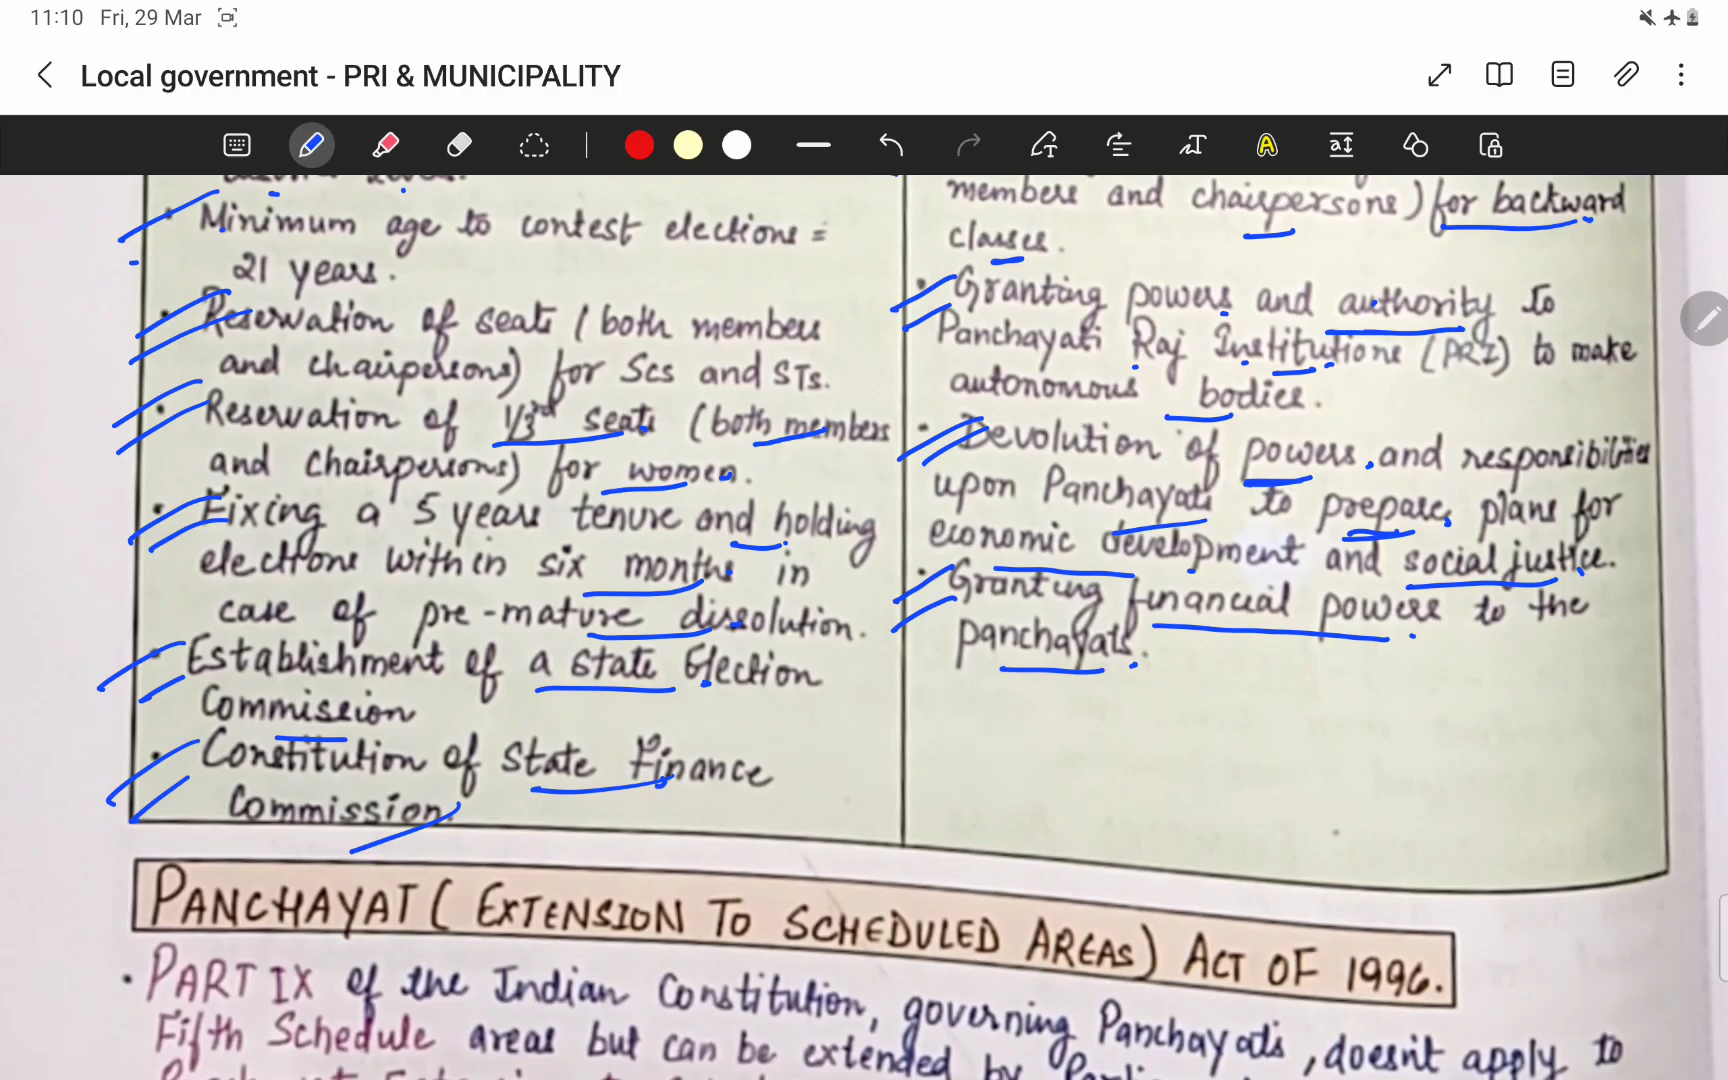 11:10 Fri, 29 Mar
Local government - PRI & MUNICIPALITY
Minimum age to contest elections =
21 years.
Reservation of seats (both members
and chairpersons) for SCs and STs.
Reservation of 1/3rd seats (both members
and Chairpersons) for women.
Fixing a 5 years tenure and holding
elections within six months in
case of pre-mature dissolution.
Establishment of a State Election
Commission
Constitution of State Finance
Commission.
members and chairpersons) for backward
classes.
Granting powers and authority to
Panchayati Raj Institutions (PRI) to make
autonomous bodies.
Devolution of powers and responsibilities
upon Panchayats to prepare plans for
economic development and social justice.
Granting financial powers to the
panchayats.
PANCHAYAT (EXTENSION TO SCHEDULED AREAS) ACT OF 1996.
PART IX of the Indian Constitution, governing Panchayats, doesn't apply to
Fifth Schedule areas but can be extended by